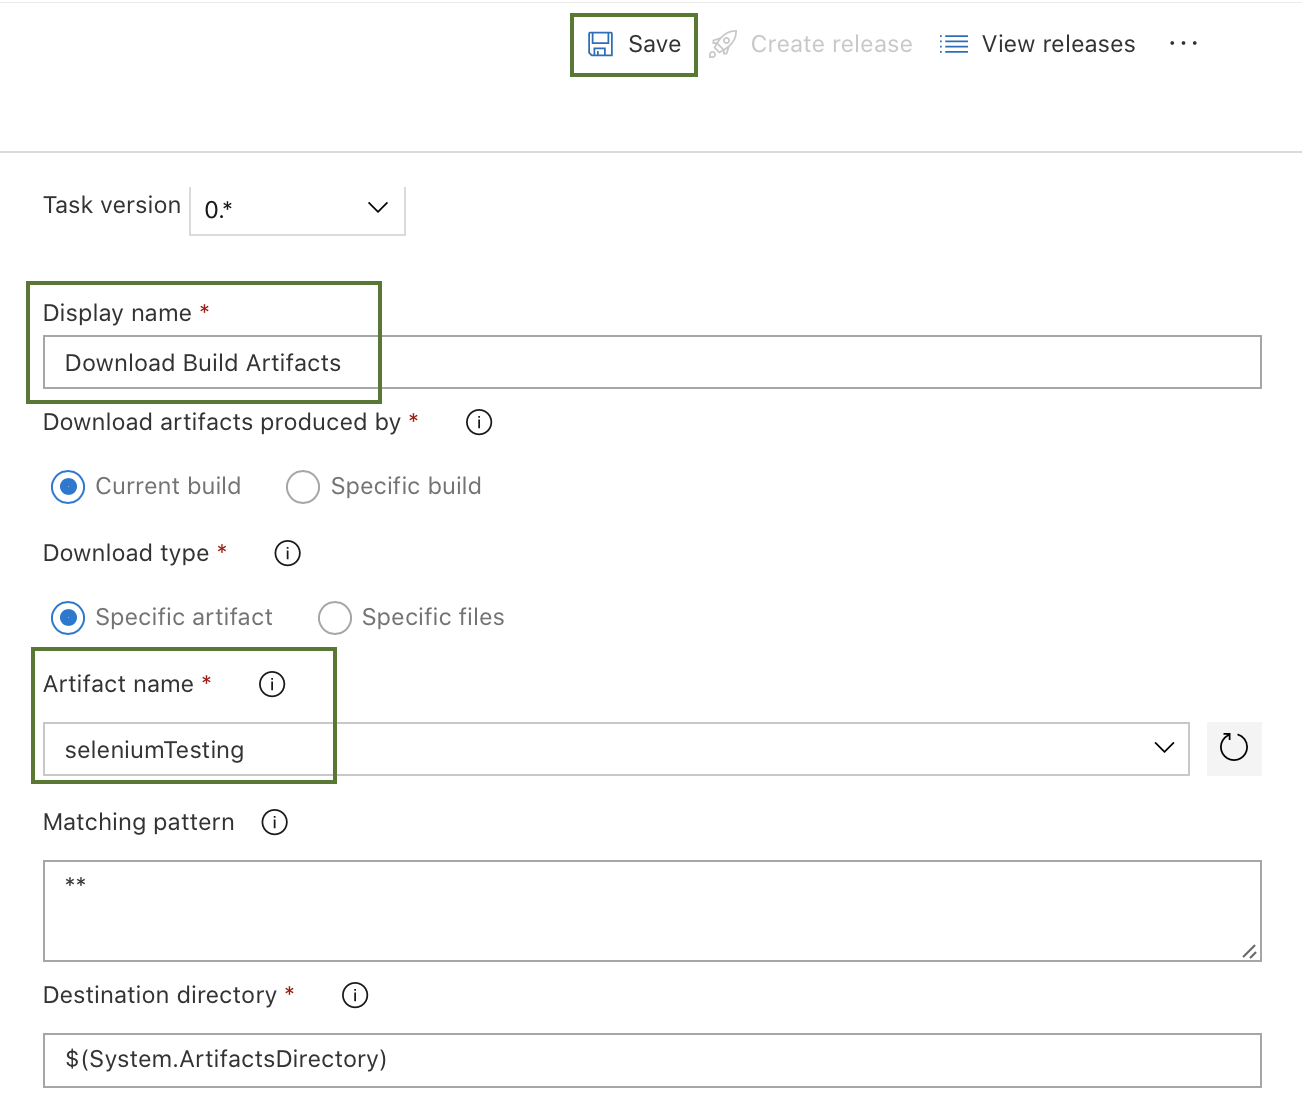 Save Create release View releases ...
Task version 0.*
Display name *
Download Build Artifacts
Download artifacts produced by *
Current build Specific build
Download type *
Specific artifact Specific files
Artifact name *
seleniumTesting
Matching pattern
**
Destination directory *
$(System.ArtifactsDirectory)